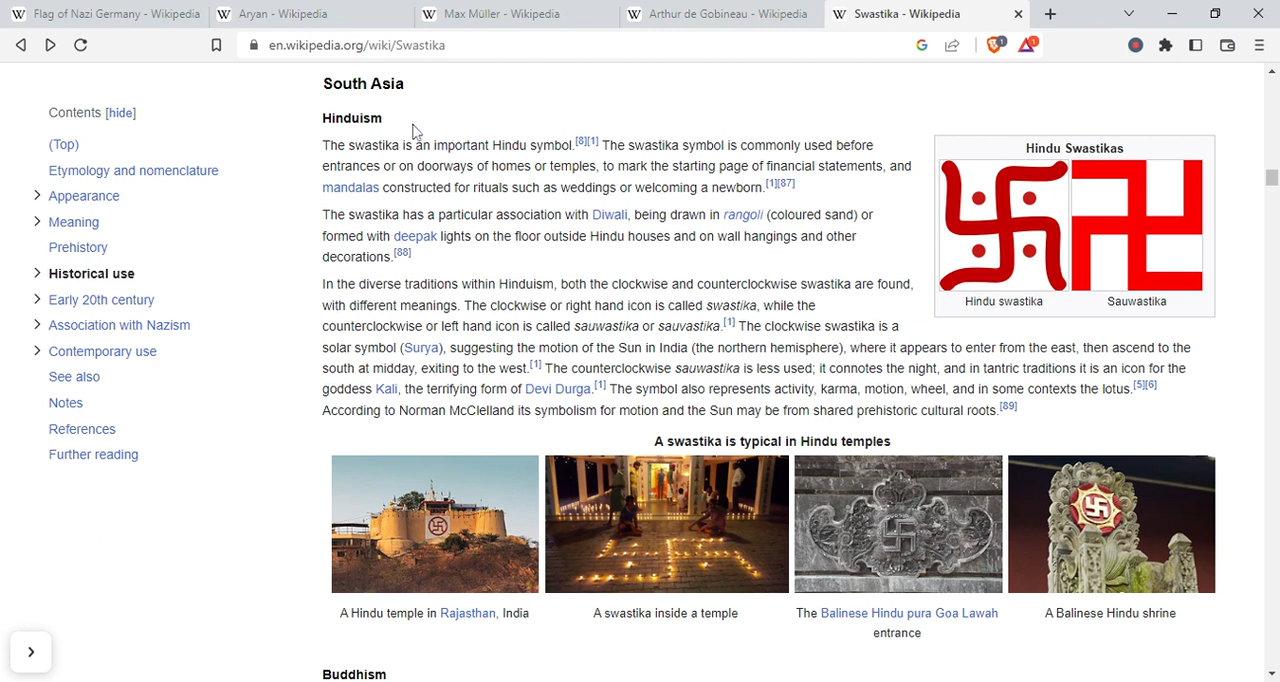 Flag of Nazi Germany - Wikipedia
Aryan - Wikipedia
Max Müller - Wikipedia
Arthur de Gobineau - Wikipedia
Swastika - Wikipedia
en.wikipedia.org/wiki/Swastika
1
1
Contents [hide]
(Top)
Etymology and nomenclature
Appearance
Meaning
Prehistory
Historical use
Early 20th century
Association with Nazism
Contemporary use
See also
Notes
References
Further reading
South Asia
Hinduism
The swastika is an important Hindu symbol.[8][1] The swastika symbol is commonly used before
entrances or on doorways of homes or temples, to mark the starting page of financial statements, and
mandalas constructed for rituals such as weddings or welcoming a newborn.[1][87]
The swastika has a particular association with Diwali, being drawn in rangoli (coloured sand) or
formed with deepak lights on the floor outside Hindu houses and on wall hangings and other
decorations.[88]
In the diverse traditions within Hinduism, both the clockwise and counterclockwise swastika are found,
with different meanings. The clockwise or right hand icon is called swastika, while the
counterclockwise or left hand icon is called sauwastika or sauvastika.[1] The clockwise swastika is a
solar symbol (Surya), suggesting the motion of the Sun in India (the northern hemisphere), where it appears to enter from the east, then ascend to the
south at midday, exiting to the west.[1] The counterclockwise sauwastika is less used; it connotes the night, and in tantric traditions it is an icon for the
goddess Kali, the terrifying form of Devi Durga.[1] The symbol also represents activity, karma, motion, wheel, and in some contexts the lotus.[5][6]
According to Norman McClelland its symbolism for motion and the Sun may be from shared prehistoric cultural roots.[89]
Hindu Swastikas
Hindu swastika
Sauwastika
A swastika is typical in Hindu temples
A Hindu temple in Rajasthan, India
A swastika inside a temple
The Balinese Hindu pura Goa Lawah
entrance
A Balinese Hindu shrine
Buddhism